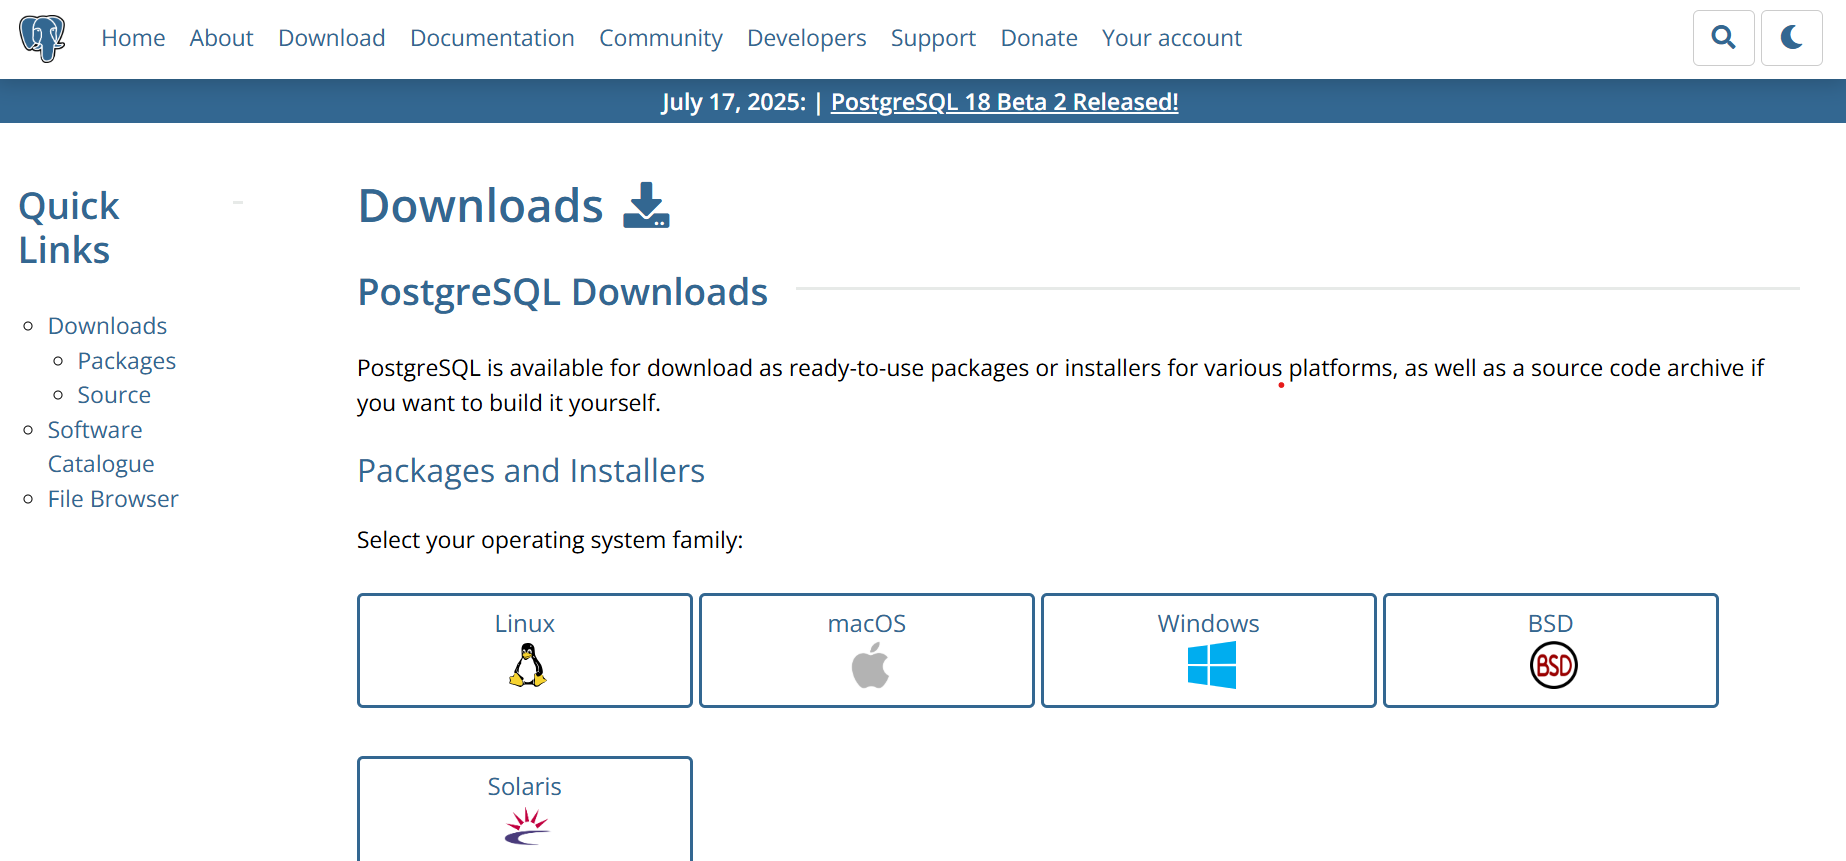 Home About Download Documentation Community Developers Support Donate Your account
July 17, 2025: | PostgreSQL 18 Beta 2 Released!
Quick
Links
Downloads
Packages
Source
Software
Catalogue
File Browser
Downloads
PostgreSQL Downloads
PostgreSQL is available for download as ready-to-use packages or installers for various platforms, as well as a source code archive if
you want to build it yourself.
Packages and Installers
Select your operating system family:
Linux
macOS
Windows
BSD
BSD
Solaris